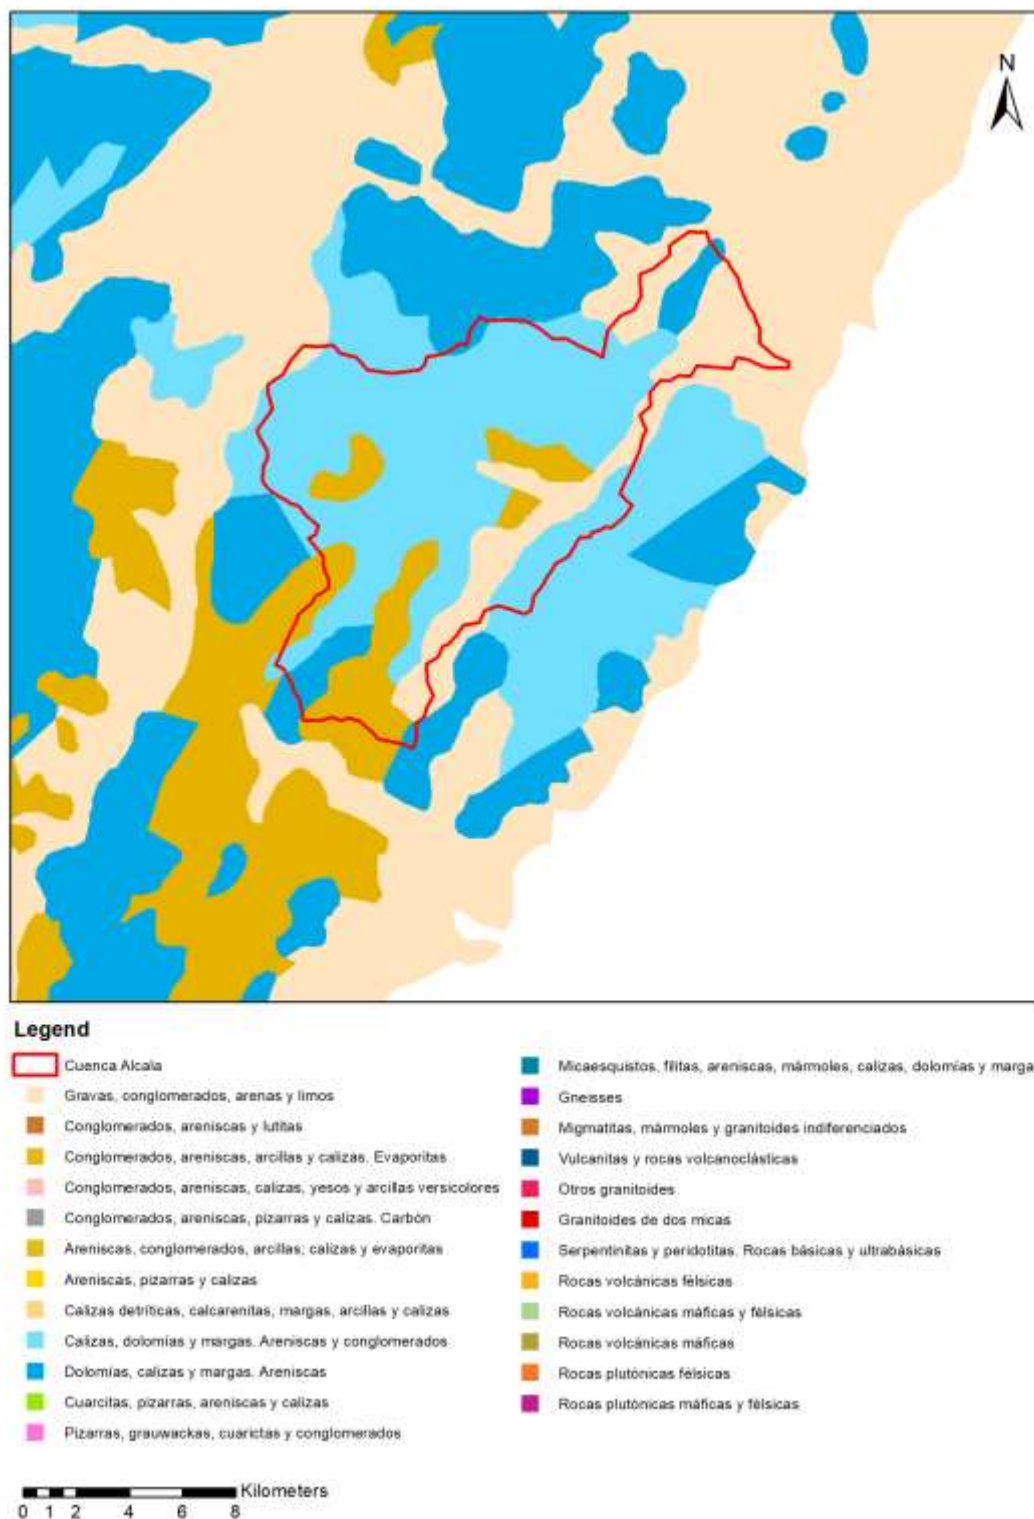 N
Legend
Cuenca Alcala
Gravas, conglomerados, arenas y limos
Conglomerados, areniscas y lutitas
Conglomerados, areniscas, arcillas y calizas. Evaporitas
Conglomerados, areniscas, calizas, yesos y arcillas versicolores
Conglomerados, areniscas, pizarras y calizas. Carbón
Areniscas, conglomerados, arcillas; calizas y evaporitas
Areniscas, pizarras y calizas
Calizas detríticas, calcarenitas, margas, arcillas y calizas
Calizas, dolomías y margas. Areniscas y conglomerados
Dolomías, calizas y margas. Areniscas
Cuarcitas, pizarras, areniscas y calizas
Pizarras, grauwackas, cuarictas y conglomerados
Micaesquistos, filitas, areniscas, mármoles, calizas, dolomías y marga
Gneisses
Migmatitas, mármoles y granitoides indiferenciados
Vulcanitas y rocas volcanoclásticas
Otros granitoides
Granitoides de dos micas
Serpentinitas y peridotitas. Rocas básicas y ultrabásicas
Rocas volcánicas félsicas
Rocas volcánicas máficas y félsicas
Rocas volcánicas máficas
Rocas plutónicas félsicas
Rocas plutónicas máficas y félsicas
Kilometers
0 1 2 4 6 8